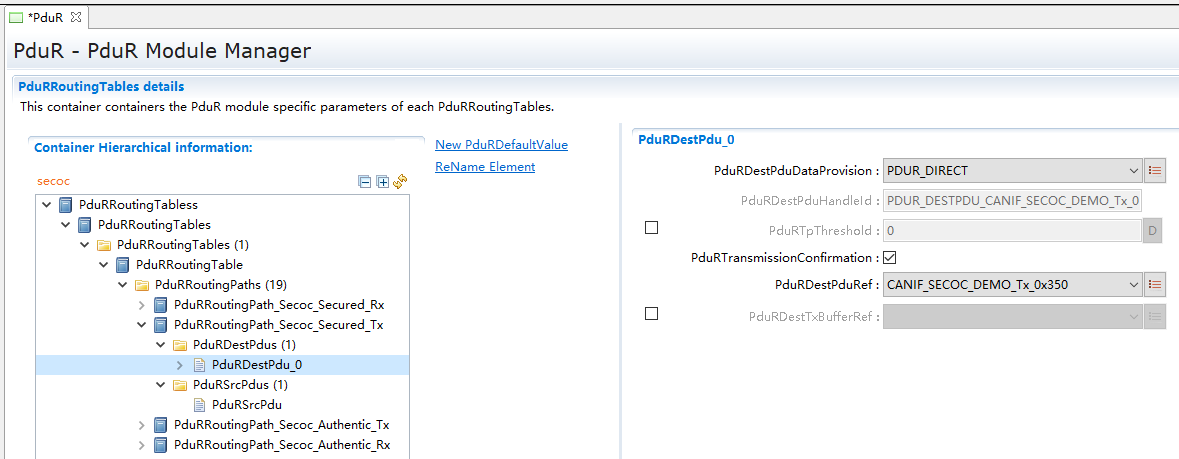 *PduR
PduR - PduR Module Manager
PduRRoutingTables details
This container containers the PduR module specific parameters of each PduRRoutingTables.
Container Hierarchical information:
secoc
PduRRoutingTabless
PduRRoutingTables
PduRRoutingTables (1)
PduRRoutingTable
PduRRoutingPaths (19)
PduRRoutingPath_Secoc_Secured_Rx
PduRRoutingPath_Secoc_Secured_Tx
PduRDestPdus (1)
PduRDestPdu_0
PduRSrcPdus (1)
PduRSrcPdu
PduRRoutingPath_Secoc_Authentic_Tx
PduRRoutingPath_Secoc_Authentic_Rx
New PduRDefaultValue
ReName Element
PduRDestPdu_0
PduRDestPduDataProvision : PDUR_DIRECT
PduRDestPduHandleId : PDUR_DESTPDU_CANIF_SECOC_DEMO_Tx_0
PduRTpThreshold : 0 D
PduRTransmissionConfirmation :
PduRDestPduRef : CANIF_SECOC_DEMO_Tx_0x350
PduRDestTxBufferRef :